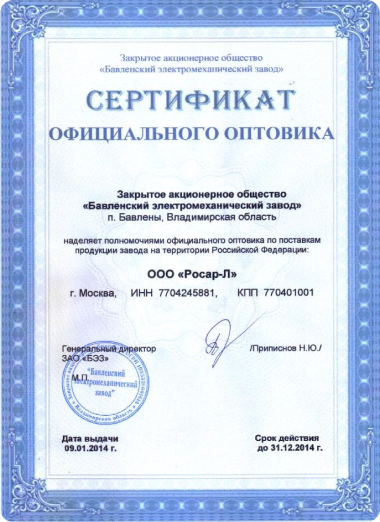 Закрытое акционерное общество
«Бавленский электромеханический завод»
СЕРТИФИКАТ
ОФИЦИАЛЬНОГО ОПТОВИКА
Закрытое акционерное общество
«Бавленский электромеханический завод»
п. Бавлены, Владимирская область
наделяет полномочиями официального оптовика по поставкам
продукции завода на территории Российской Федерации:
ООО «Росар-Л»
г. Москва, ИНН 7704245881, КПП 770401001
Генеральный директор
ЗАО «БЭЗ»
/Приписнов Н.Ю./
М.П.
"Бавленский
электромеханический
завод"
Дата выдачи
09.01.2014 г.
Срок действия
до 31.12.2014 г.